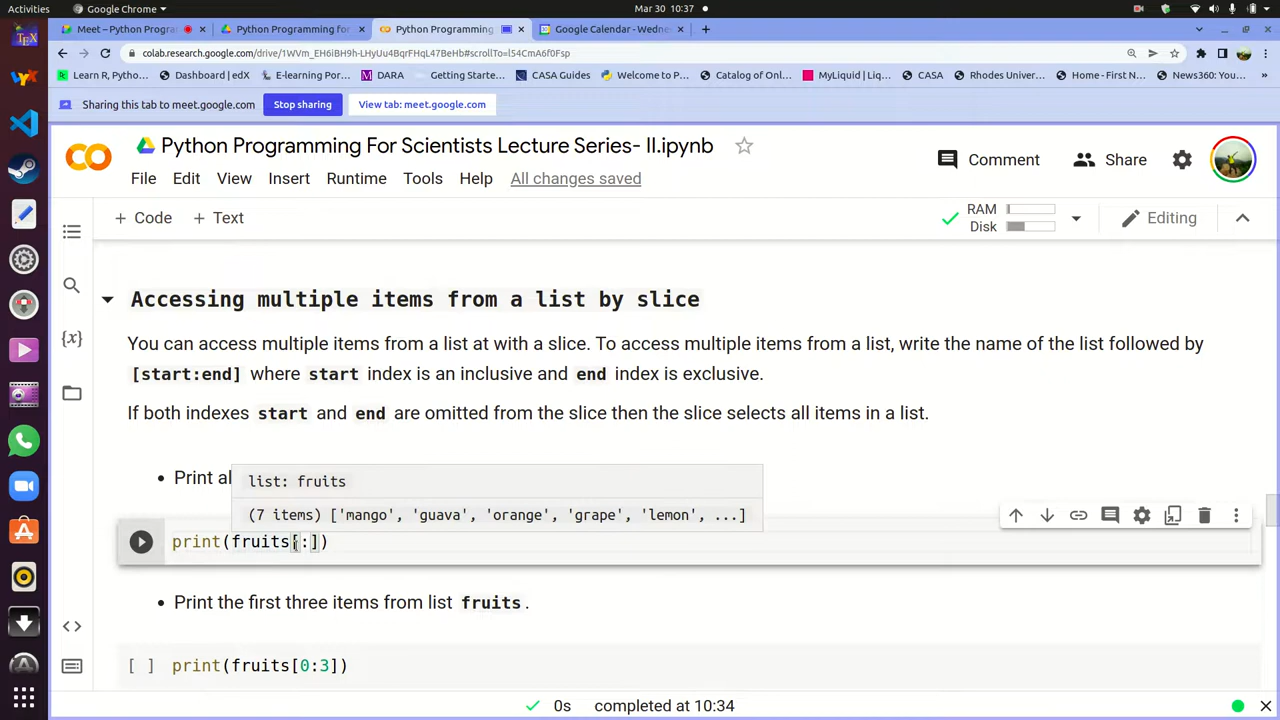 Activities
Google Chrome
Mar 30 10:37
Meet – Python Progra
Python Programming for
Python Programming
Google Calendar - Wedne
colab.research.google.com/drive/1WVm_EH6iBH9h-LHyUu4BqrFHqL47BeHb#scrollTo=l54CmA6f0Fsp
Learn R, Pytho...
Dashboard | edX
E-learning Por...
DARA
Getting Starte...
CASA Guides
Welcome to P...
Catalog of Onl...
MyLiquid | Liq...
CASA
Rhodes Univer...
Home - First N...
News360: You...
Sharing this tab to meet.google.com
Stop sharing
View tab: meet.google.com
Python Programming For Scientists Lecture Series- II.ipynb
Comment
Share
File Edit View Insert Runtime Tools Help All changes saved
+ Code + Text
RAM
Disk
Editing
Accessing multiple items from a list by slice
You can access multiple items from a list at with a slice. To access multiple items from a list, write the name of the list followed by
[start:end] where start index is an inclusive and end index is exclusive.
If both indexes start and end are omitted from the slice then the slice selects all items in a list.
• Print al
list: fruits
(7 items) ['mango', 'guava', 'orange', 'grape', 'lemon', ...]
print(fruits[:])
• Print the first three items from list fruits.
[ ] print(fruits[0:3])
0s completed at 10:34